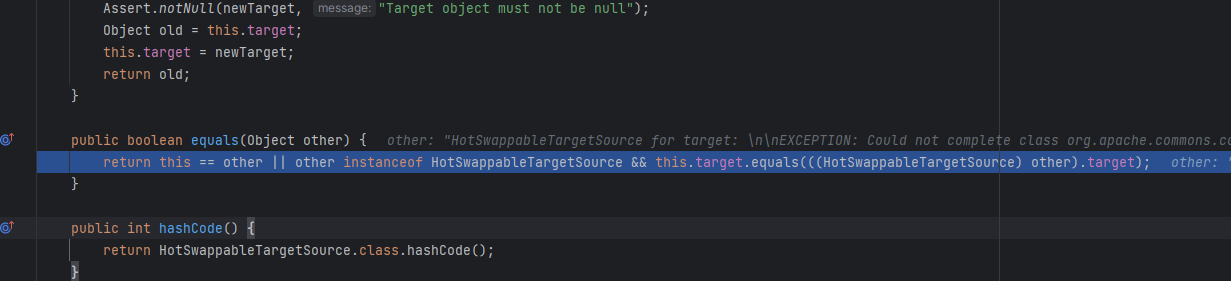 Assert.notNull(newTarget, message: "Target object must not be null");
Object old = this.target;
this.target = newTarget;
return old;
}
public boolean equals(Object other) { other: "HotSwappableTargetSource for target: \n\nEXCEPTION: Could not complete class org.apache.commons.co
return this == other || other instanceof HotSwappableTargetSource && this.target.equals(((HotSwappableTargetSource) other).target); other: "
}
public int hashCode() {
return HotSwappableTargetSource.class.hashCode();
}